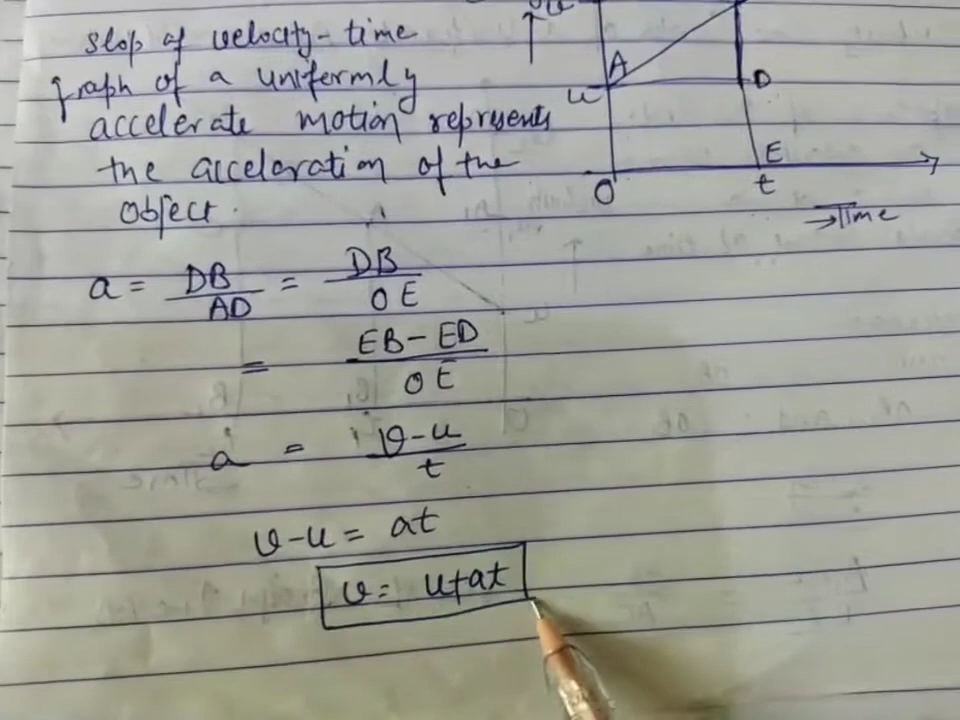 slop of velocity-time
graph of a uniformly
accelerate motion represents
the acceleration of the
object.
A
u
D
E
O
t
→Time
a = DB/AD = DB/OE
= EB-ED/OE
a = v-u/t
v-u = at
v = u+at